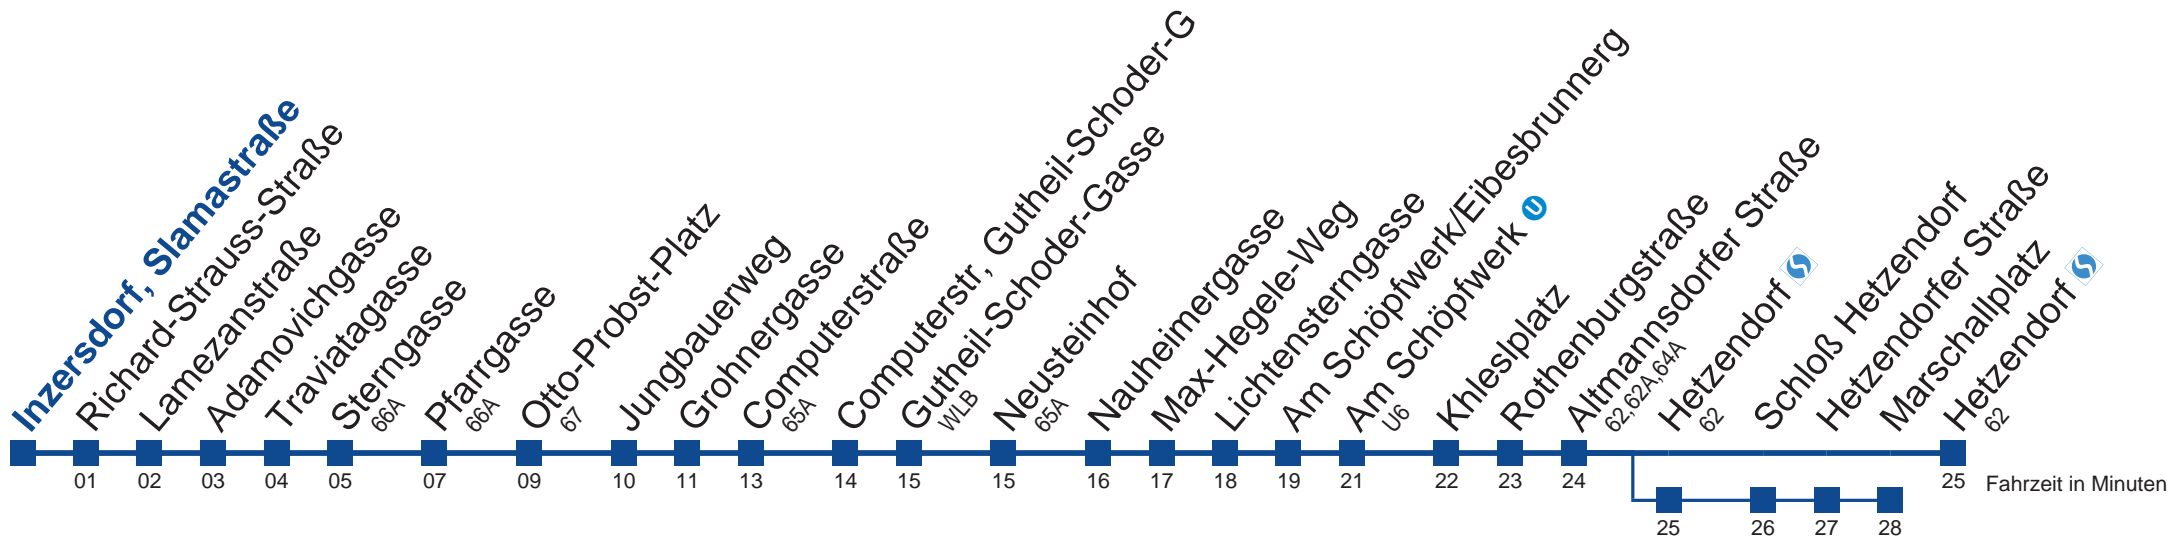 Inzersdorf, Slamastraße
Richard-Strauss-Straße
Lamezanstraße
Adamovichgasse
Traviatagasse
Sterngasse
66A
Pfarrgasse
66A
Otto-Probst-Platz
67
Jungbauerweg
Grohnergasse
Computerstraße
65A
Computerstr, Gutheil-Schoder-G
Gutheil-Schoder-Gasse
WLB
Neusteinhof
65A
Nauheimergasse
Max-Hegele-Weg
Lichtensterngasse
Am Schöpfwerk/Eibesbrunnerg
Am Schöpfwerk U
U6
Khleslplatz
Rothenburgstraße
Altmannsdorfer Straße
62,62A,64A
Hetzendorf
62
Schloß Hetzendorf
Hetzendorfer Straße
Marschallplatz
Hetzendorf
62
01 02 03 04 05 07 09 10 11 13 14 15 15 16 17 18 19 21 22 23 24 25 Fahrzeit in Minuten
25 26 27 28